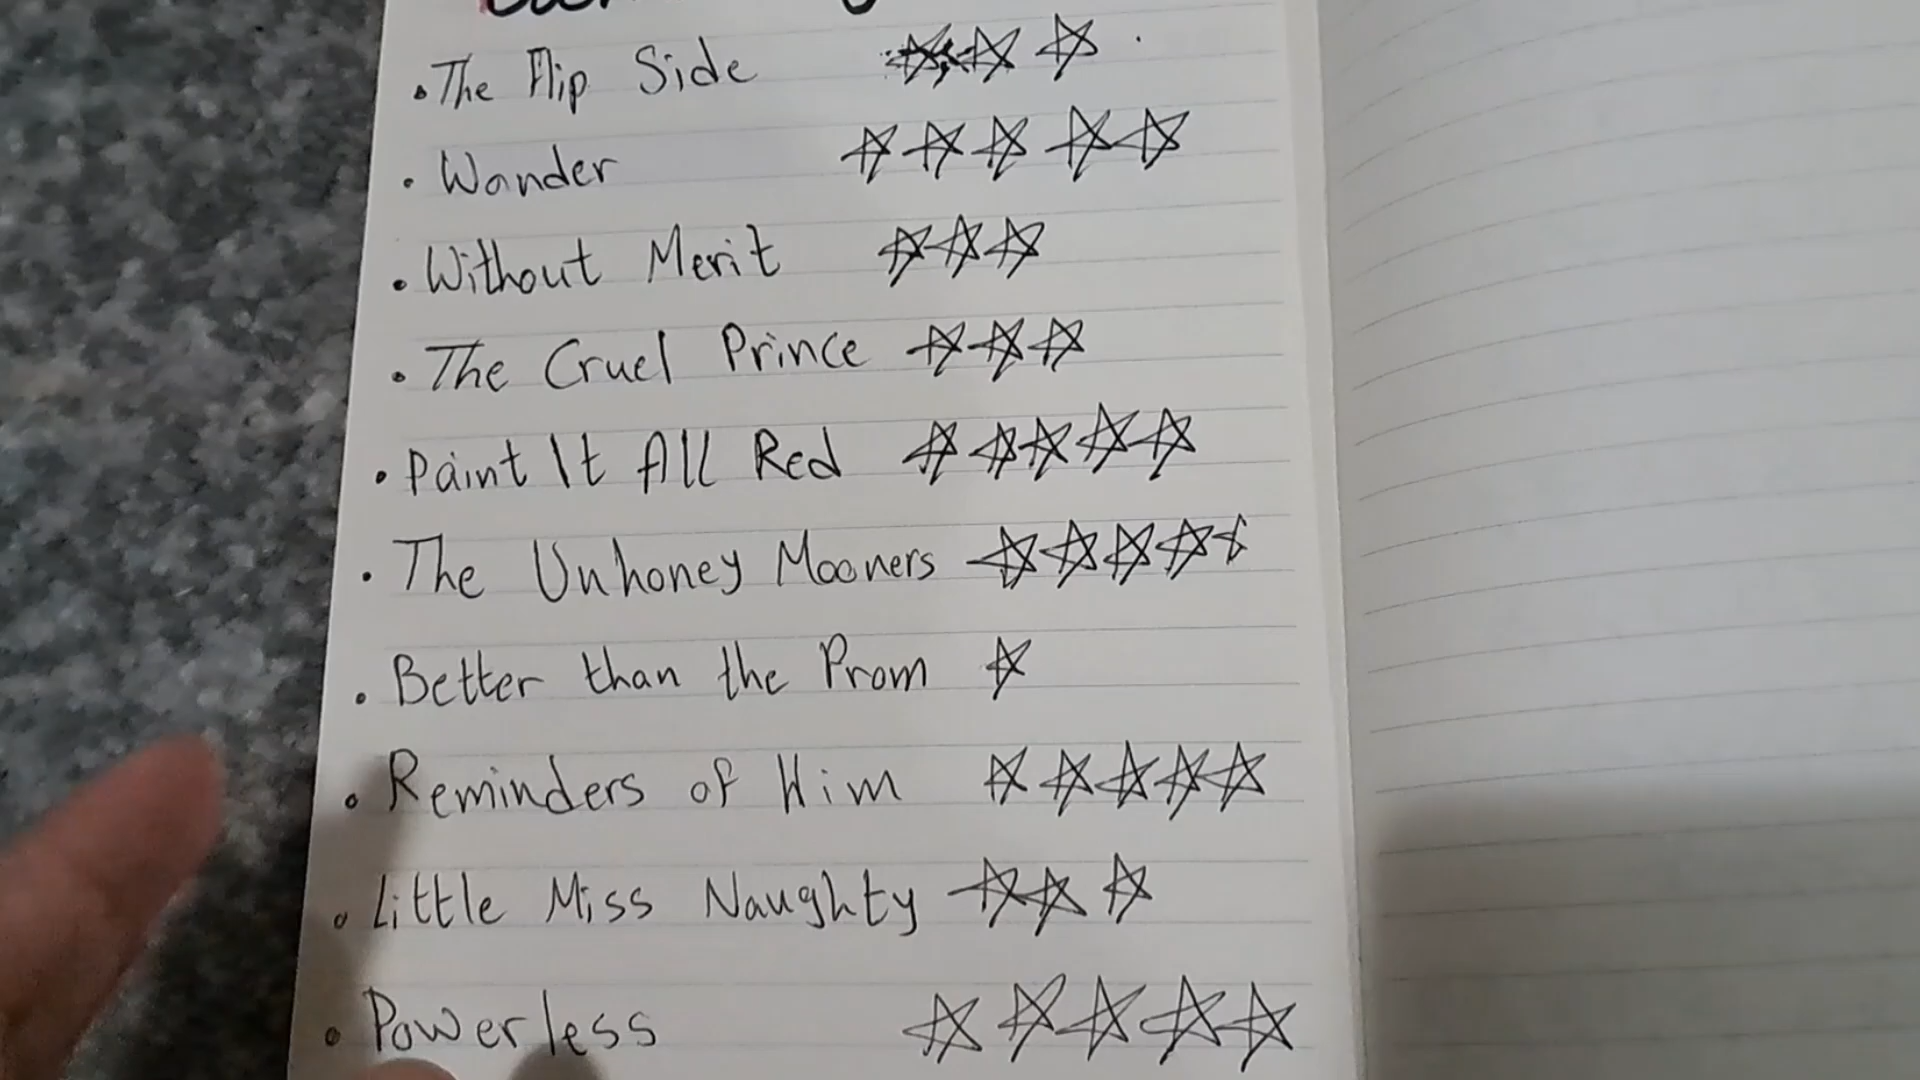 •The Flip Side ☆☆☆
• Wonder ☆☆☆☆☆
• Without Merit ☆☆☆
• The Cruel Prince ☆☆☆
• Paint It All Red ☆☆☆☆☆
• The Unhoney Mooners ☆☆☆☆
• Better than the Prom ☆
• Reminders of Him ☆☆☆☆☆
• Little Miss Naughty ☆☆☆
• Powerless ☆☆☆☆☆